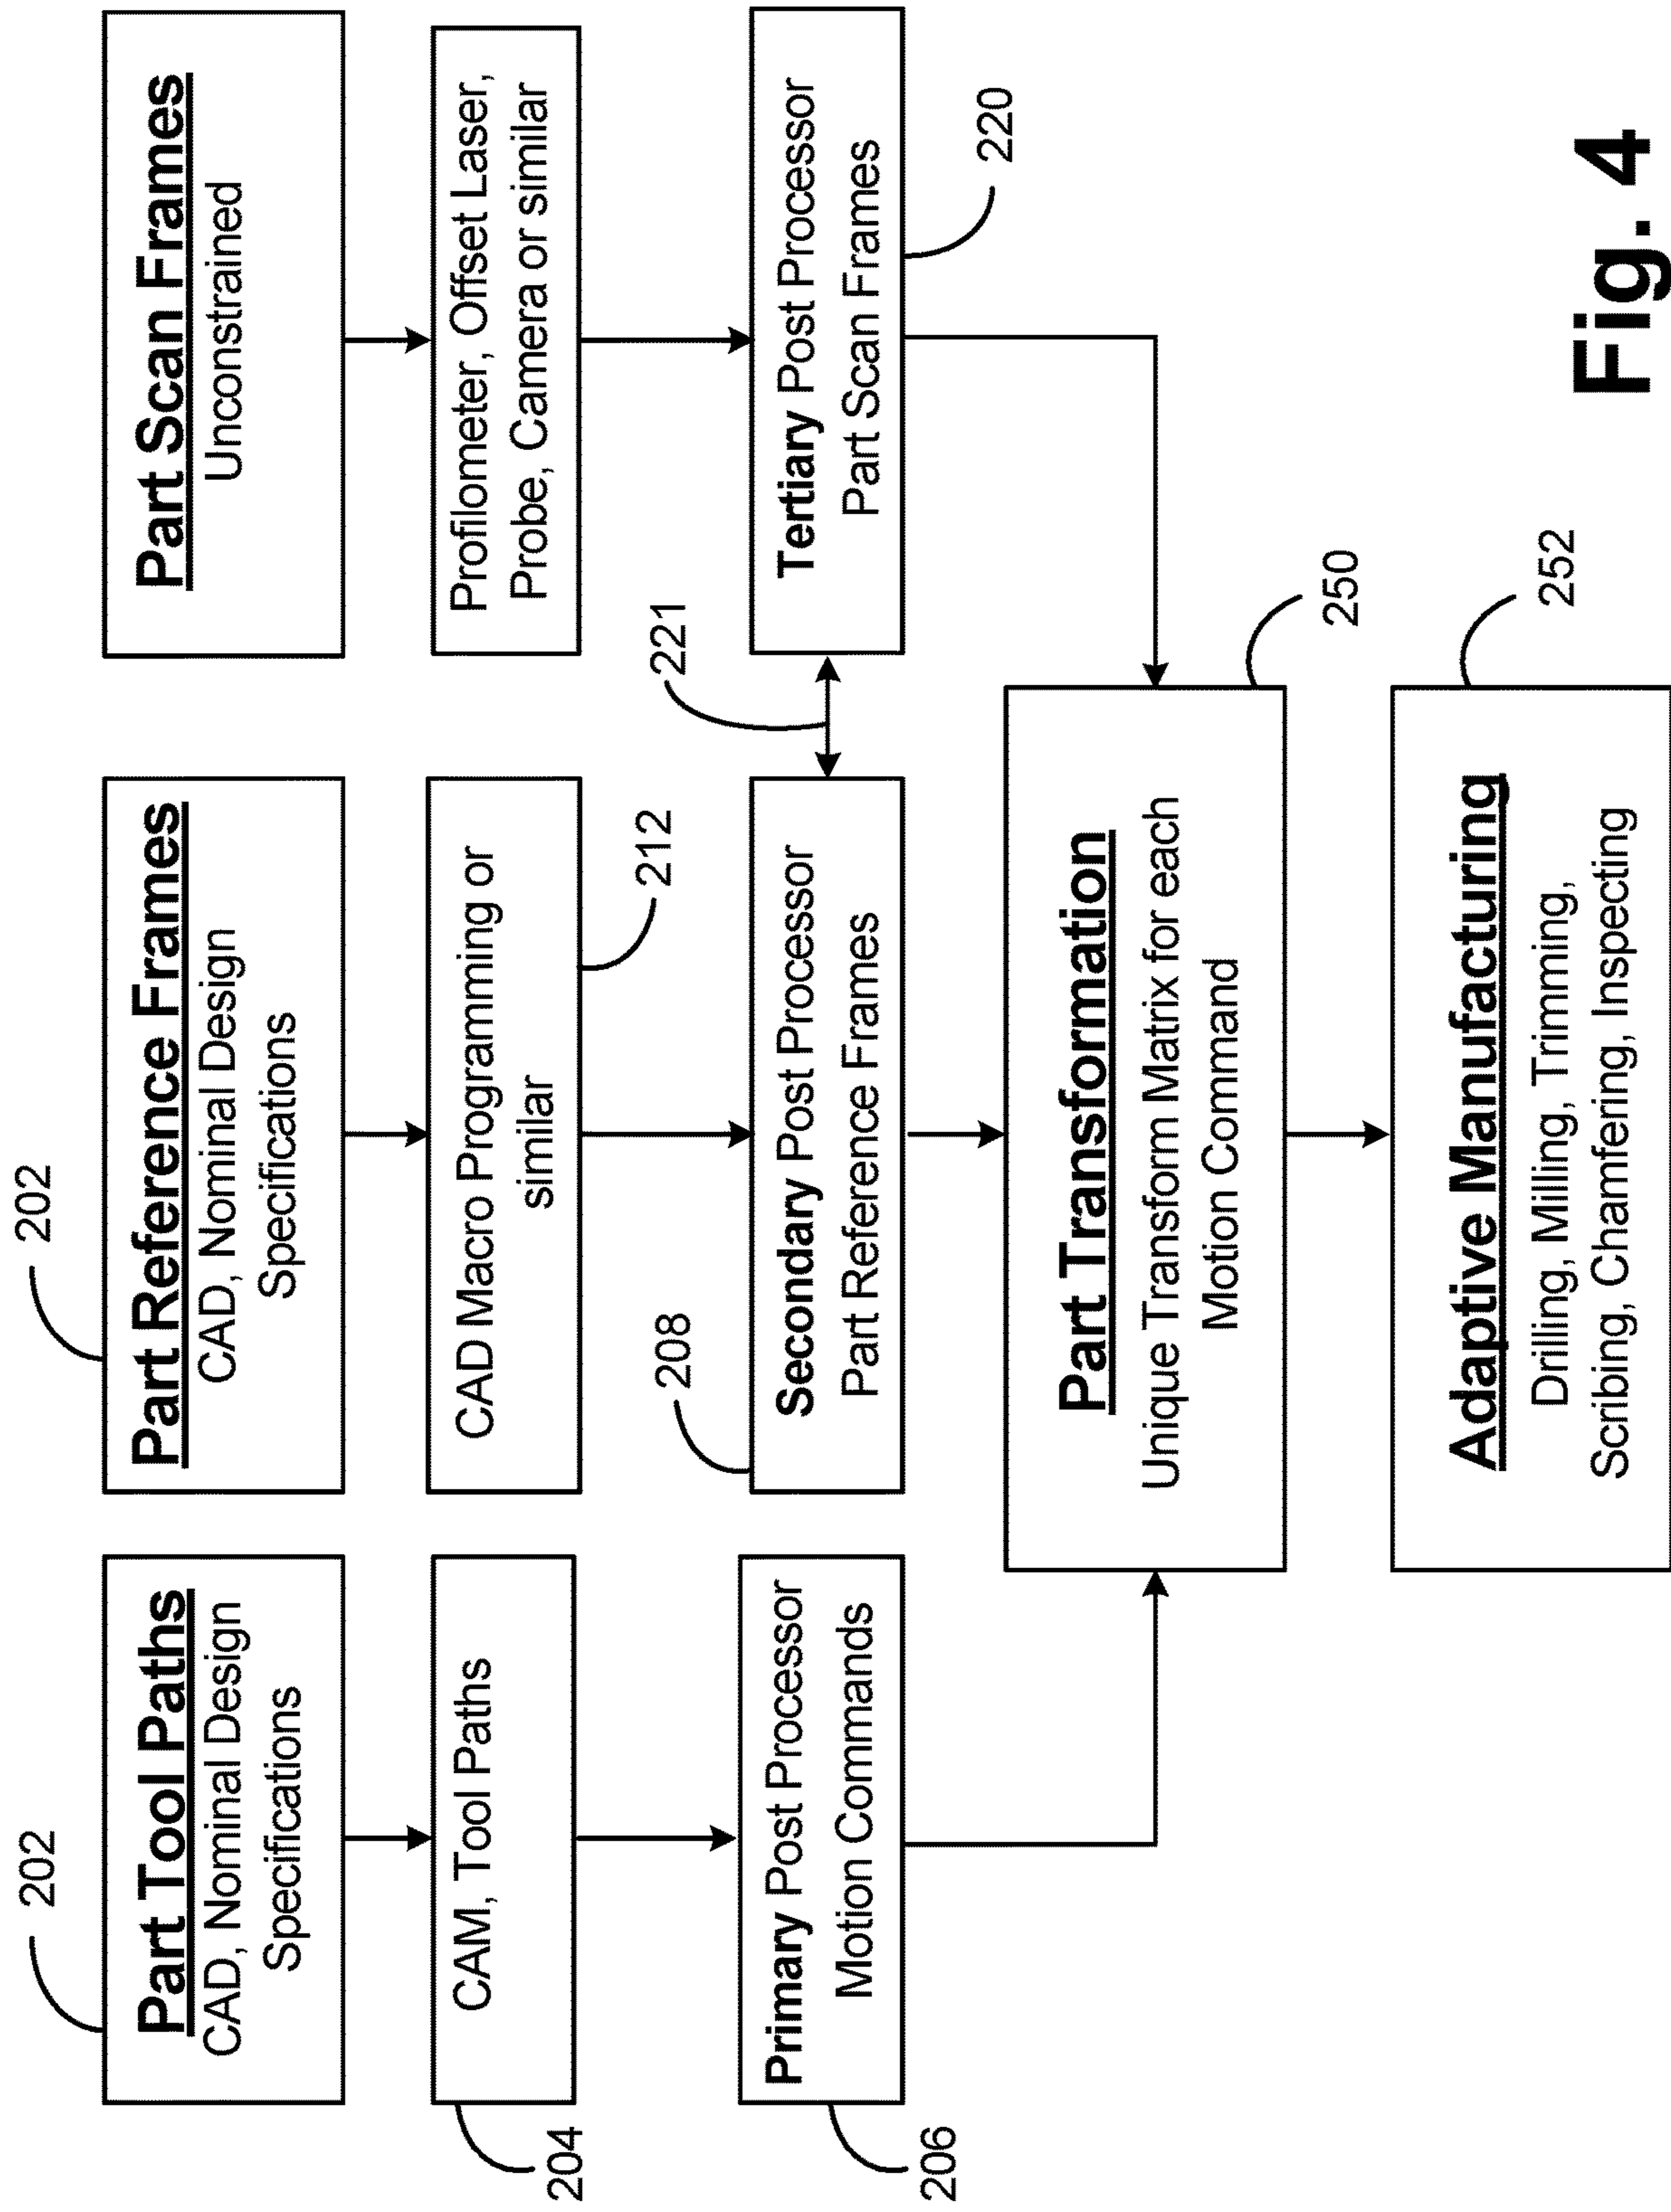 202
Part Tool Paths
CAD, Nominal Design
Specifications
204
CAM, Tool Paths
206
Primary Post Processor
Motion Commands
202
Part Reference Frames
CAD, Nominal Design
Specifications
CAD Macro Programming or
similar
212
208
Secondary Post Processor
Part Reference Frames
221
Part Scan Frames
Unconstrained
Profilometer, Offset Laser,
Probe, Camera or similar
Tertiary Post Processor
Part Scan Frames
220
Part Transformation
Unique Transform Matrix for each
Motion Command
250
Adaptive Manufacturing
Drilling, Milling, Trimming,
Scribing, Chamfering, Inspecting
252
Fig. 4